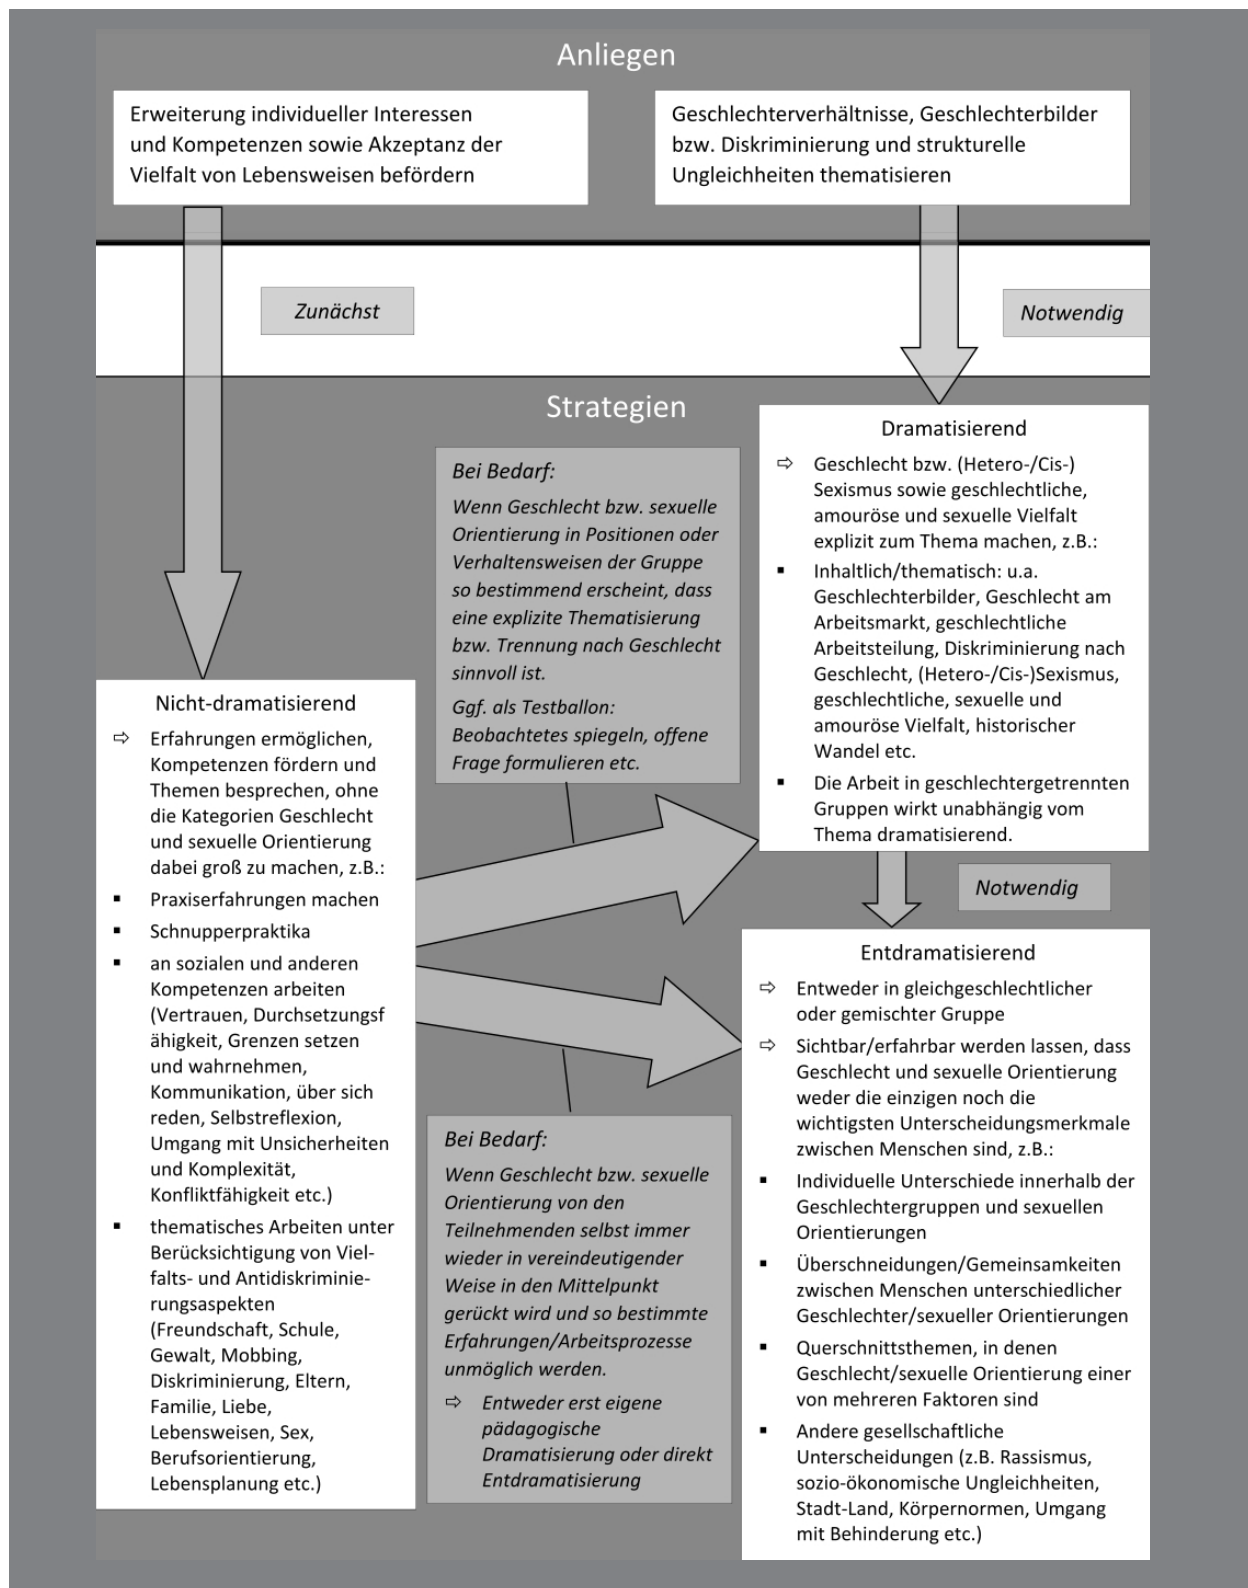 Anliegen
Erweiterung individueller Interessen
und Kompetenzen sowie Akzeptanz der
Vielfalt von Lebensweisen befördern
Geschlechterverhältnisse, Geschlechterbilder
bzw. Diskriminierung und strukturelle
Ungleichheiten thematisieren
Zunächst
Notwendig
Strategien
Bei Bedarf:
Wenn Geschlecht bzw. sexuelle
Orientierung in Positionen oder
Verhaltensweisen der Gruppe
so bestimmend erscheint, dass
eine explizite Thematisierung
bzw. Trennung nach Geschlecht
sinnvoll ist.
Ggf. als Testballon:
Beobachtetes spiegeln, offene
Frage formulieren etc.
Dramatisierend
⇨ Geschlecht bzw. (Hetero-/Cis-)
Sexismus sowie geschlechtliche,
amouröse und sexuelle Vielfalt
explizit zum Thema machen, z.B.:
▪ Inhaltlich/thematisch: u.a.
Geschlechterbilder, Geschlecht am
Arbeitsmarkt, geschlechtliche
Arbeitsteilung, Diskriminierung nach
Geschlecht, (Hetero-/Cis-)Sexismus,
geschlechtliche, sexuelle und
amouröse Vielfalt, historischer
Wandel etc.
▪ Die Arbeit in geschlechtergetrennten
Gruppen wirkt unabhängig vom
Thema dramatisierend.
Nicht-dramatisierend
⇨ Erfahrungen ermöglichen,
Kompetenzen fördern und
Themen besprechen, ohne
die Kategorien Geschlecht
und sexuelle Orientierung
dabei groß zu machen, z.B.:
▪ Praxiserfahrungen machen
▪ Schnupperpraktika
▪ an sozialen und anderen
Kompetenzen arbeiten
(Vertrauen, Durchsetzungsf
ähigkeit, Grenzen setzen
und wahrnehmen,
Kommunikation, über sich
reden, Selbstreflexion,
Umgang mit Unsicherheiten
und Komplexität,
Konfliktfähigkeit etc.)
▪ thematisches Arbeiten unter
Berücksichtigung von Viel-
falts- und Antidiskriminie-
rungsaspekten
(Freundschaft, Schule,
Gewalt, Mobbing,
Diskriminierung, Eltern,
Familie, Liebe,
Lebensweisen, Sex,
Berufsorientierung,
Lebensplanung etc.)
Notwendig
Entdramatisierend
⇨ Entweder in gleichgeschlechtlicher
oder gemischter Gruppe
⇨ Sichtbar/erfahrbar werden lassen, dass
Geschlecht und sexuelle Orientierung
weder die einzigen noch die
wichtigsten Unterscheidungsmerkmale
zwischen Menschen sind, z.B.:
▪ Individuelle Unterschiede innerhalb der
Geschlechtergruppen und sexuellen
Orientierungen
▪ Überschneidungen/Gemeinsamkeiten
zwischen Menschen unterschiedlicher
Geschlechter/sexueller Orientierungen
▪ Querschnittsthemen, in denen
Geschlecht/sexuelle Orientierung einer
von mehreren Faktoren sind
▪ Andere gesellschaftliche
Unterscheidungen (z.B. Rassismus,
sozio-ökonomische Ungleichheiten,
Stadt-Land, Körpernormen, Umgang
mit Behinderung etc.)
Bei Bedarf:
Wenn Geschlecht bzw. sexuelle
Orientierung von den
Teilnehmenden selbst immer
wieder in vereindeutigender
Weise in den Mittelpunkt
gerückt wird und so bestimmte
Erfahrungen/Arbeitsprozesse
unmöglich werden.
⇨ Entweder erst eigene
pädagogische
Dramatisierung oder direkt
Entdramatisierung